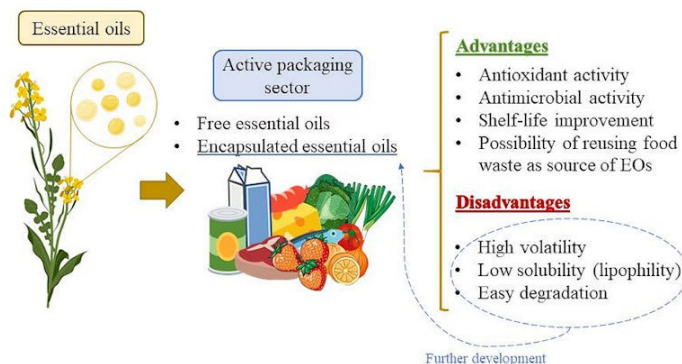 Essential oils
Active packaging
sector
• Free essential oils
• Encapsulated essential oils
Advantages
• Antioxidant activity
• Antimicrobial activity
• Shelf-life improvement
• Possibility of reusing food
waste as source of EOs
Disadvantages
• High volatility
• Low solubility (lipophility)
• Easy degradation
Further development